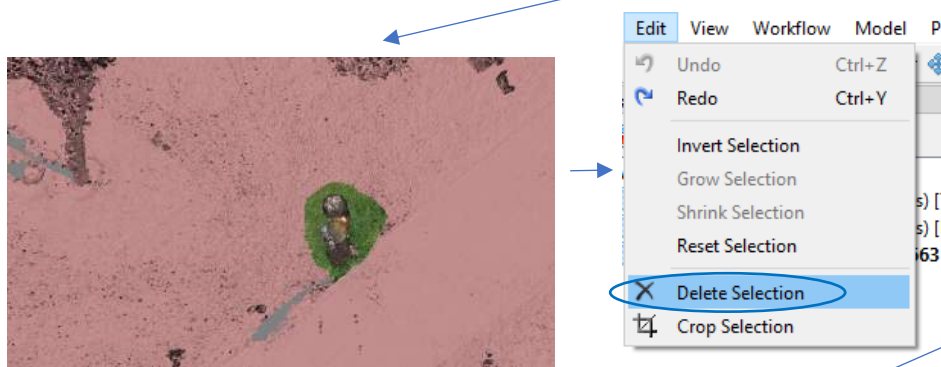 Edit View Workflow Model P
Undo Ctrl+Z
Redo Ctrl+Y
Invert Selection
Grow Selection
s) [
Shrink Selection
s) [
Reset Selection
563
Delete Selection
Crop Selection